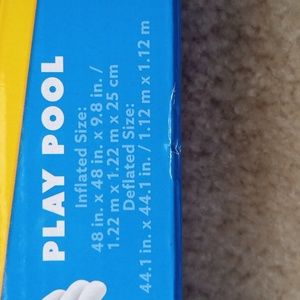 PLAY POOL
Inflated Size:
48 in. x 48 in. x 9.8 in. /
1.22 m x 1.22 m x 25 cm
Deflated Size:
44.1 in. x 44.1 in. / 1.12 m x 1.12 m